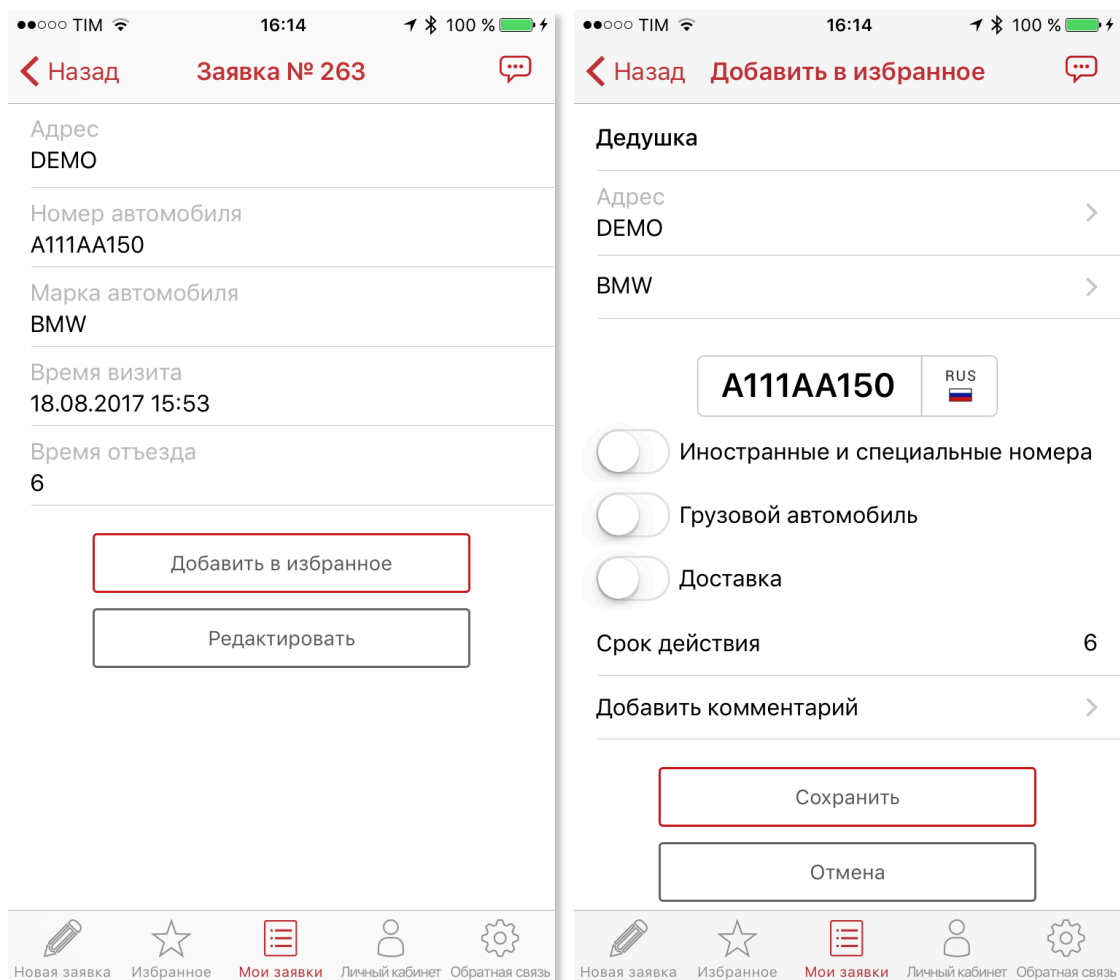 TIM 16:14 100 %
Назад Заявка № 263
Адрес
DEMO
Номер автомобиля
A111AA150
Марка автомобиля
BMW
Время визита
18.08.2017 15:53
Время отъезда
6
Добавить в избранное
Редактировать
Новая заявка Избранное Мои заявки Личный кабинет Обратная связь
TIM 16:14 100 %
Назад Добавить в избранное
Дедушка
Адрес
DEMO
BMW
A111AA150 RUS
Иностранные и специальные номера
Грузовой автомобиль
Доставка
Срок действия 6
Добавить комментарий
Сохранить
Отмена
Новая заявка Избранное Мои заявки Личный кабинет Обратная связь